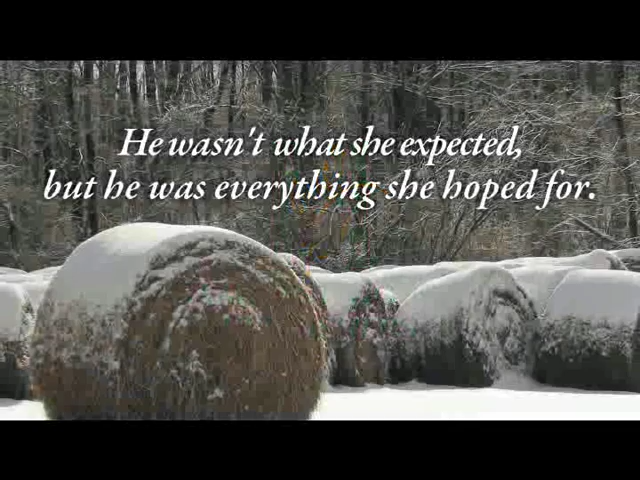 He wasn't what she expected,
but he was everything she hoped for.